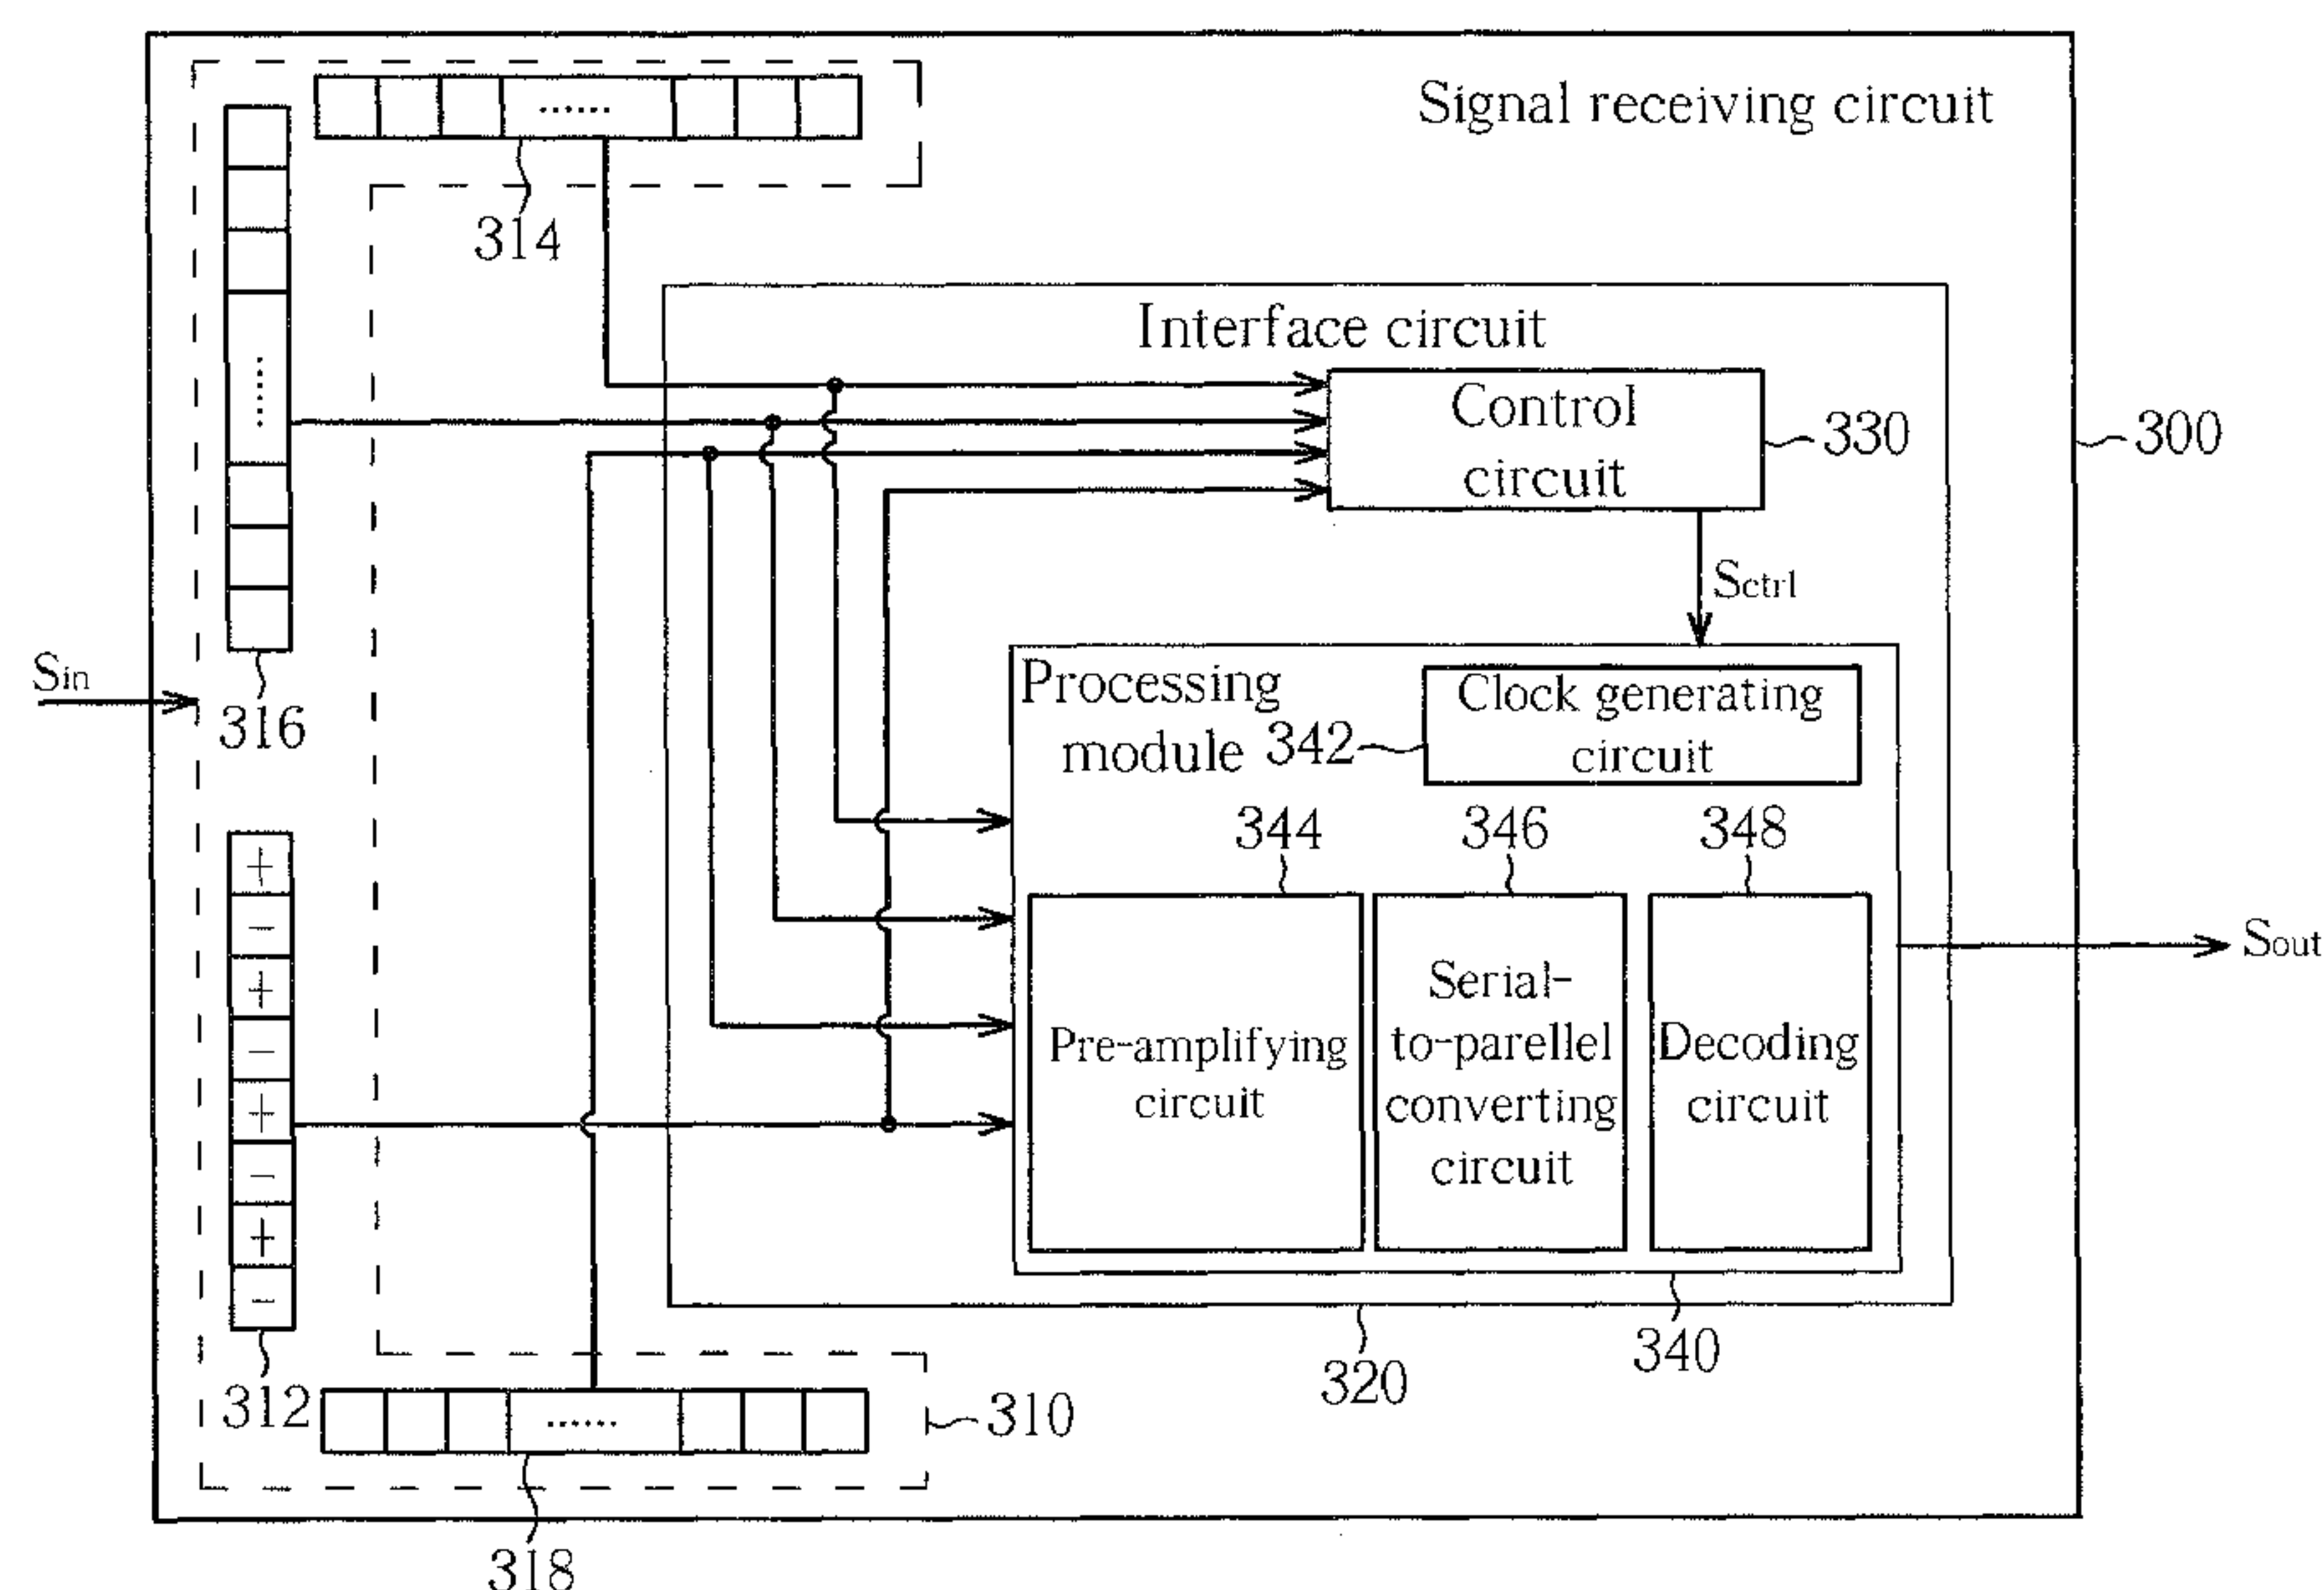 Signal receiving circuit
314
Interface circuit
Control
circuit
330
300
Sctrl
Sin
316
Processing
module
342
Clock generating
circuit
344
346
348
+
−
+
−
+
−
+
−
Pre-amplifying
circuit
Serial-
to-parellel
converting
circuit
Decoding
circuit
Sout
312
320
340
310
318